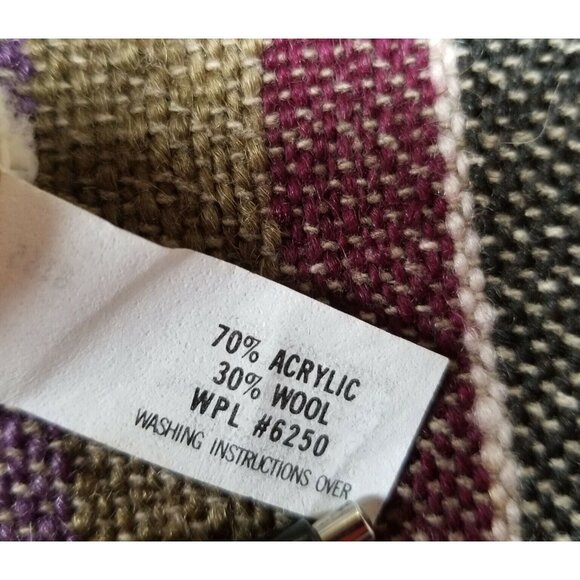 70% ACRYLIC
30% WOOL
WPL #6250
WASHING INSTRUCTIONS OVER